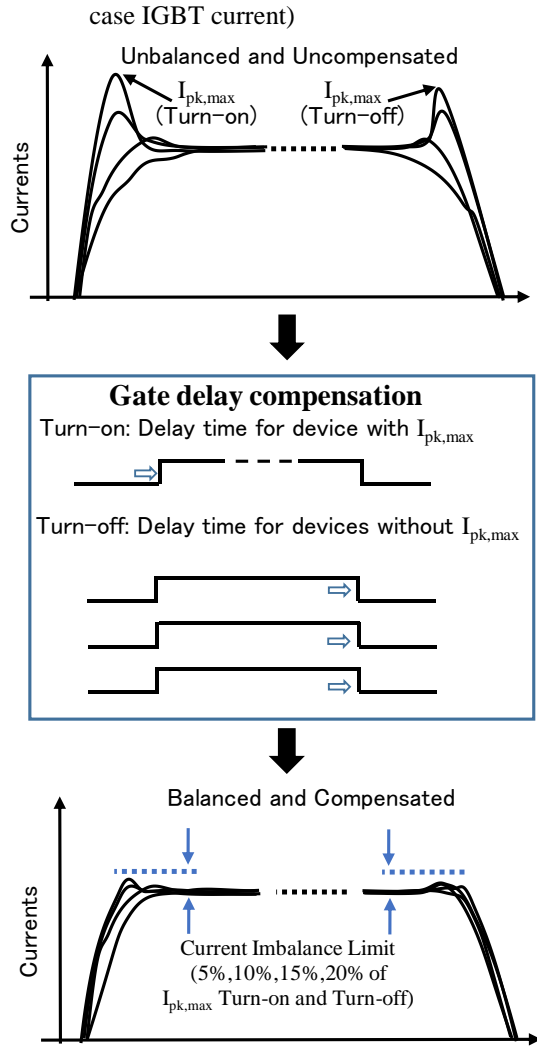 case IGBT current)
Unbalanced and Uncompensated
Ipk,max
(Turn-on)
Ipk,max
(Turn-off)
Currents
Gate delay compensation
Turn-on: Delay time for device with Ipk,max
Turn-off: Delay time for devices without Ipk,max
Balanced and Compensated
Currents
Current Imbalance Limit
(5%,10%,15%,20% of
Ipk,max Turn-on and Turn-off)